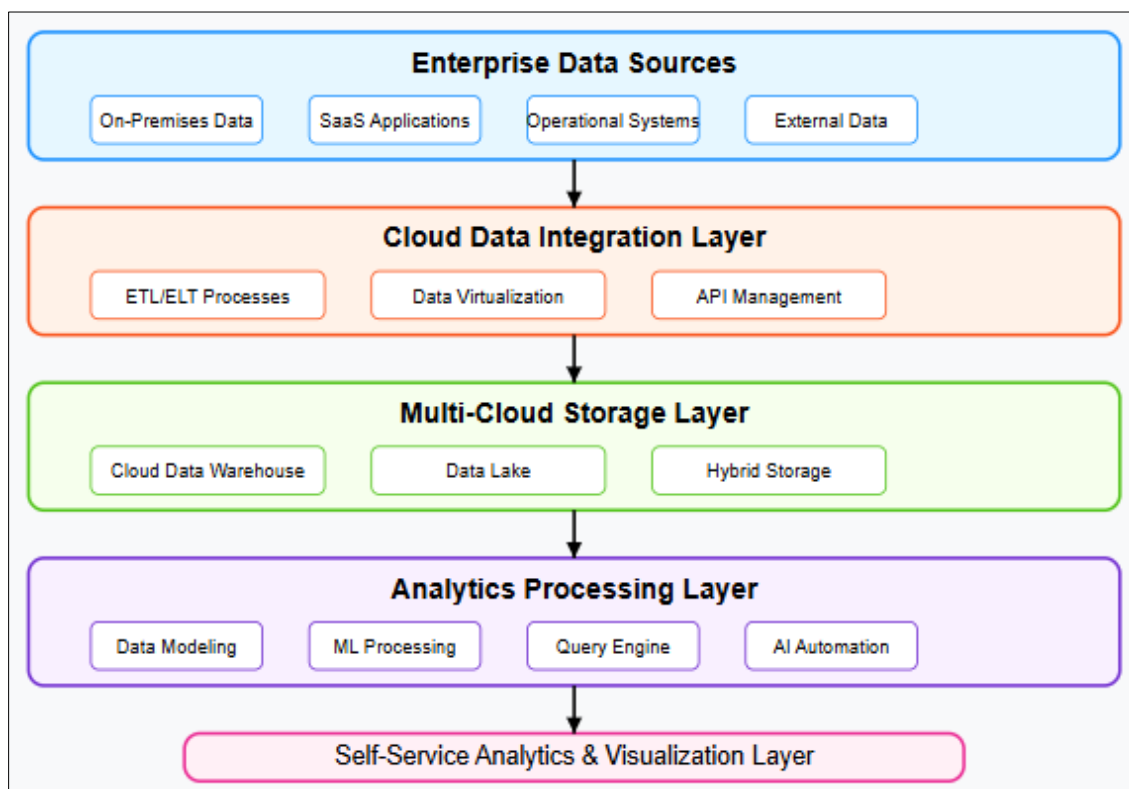 Enterprise Data Sources
On-Premises Data
SaaS Applications
Operational Systems
External Data
Cloud Data Integration Layer
ETL/ELT Processes
Data Virtualization
API Management
Multi-Cloud Storage Layer
Cloud Data Warehouse
Data Lake
Hybrid Storage
Analytics Processing Layer
Data Modeling
ML Processing
Query Engine
AI Automation
Self-Service Analytics & Visualization Layer